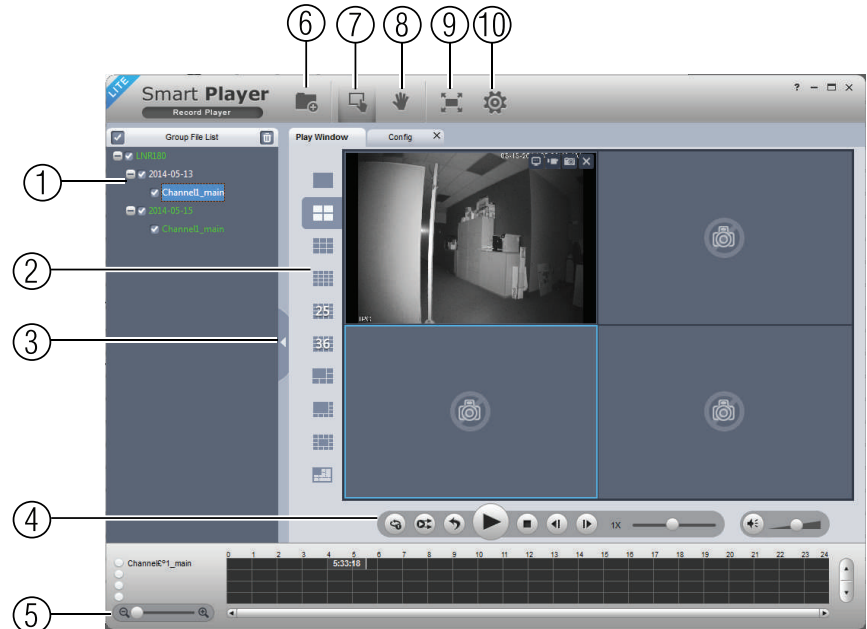 6 7 8 9 10
LITE
Smart Player
Record Player
?
Group File List
Play Window
Config
LNR180
2014-05-13
Channel1_main
2014-05-15
Channel1_main
1
2
3
4
5
25
36
IPC
1X
0 1 2 3 4 5 6 7 8 9 10 11 12 13 14 15 16 17 18 19 20 21 22 23 24
Channel£º1_main
5:33:18